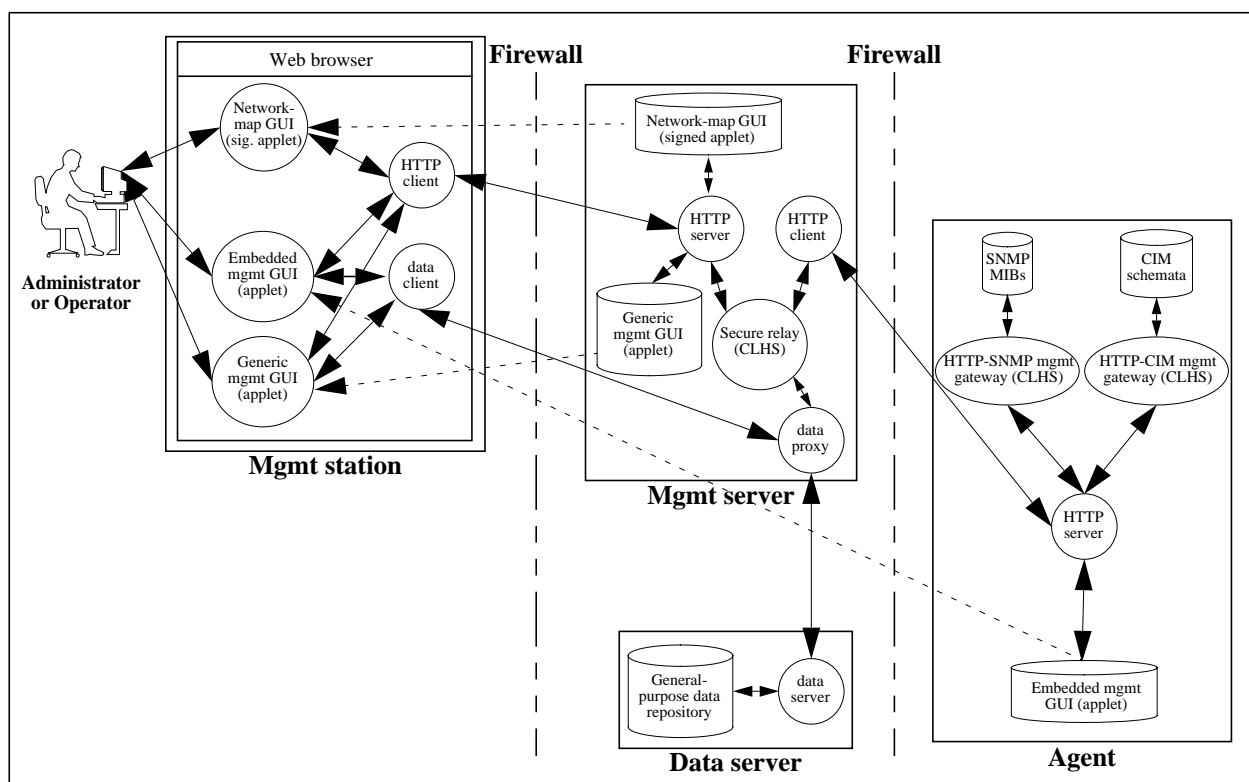 Web browser
Firewall
Firewall
Network-
map GUI
(sig. applet)
HTTP
client
Embedded
mgmt GUI
(applet)
data
client
Generic
mgmt GUI
(applet)
Administrator
or Operator
Mgmt station
Network-map GUI
(signed applet)
HTTP
server
HTTP
client
Generic
mgmt GUI
(applet)
Secure relay
(CLHS)
data
proxy
Mgmt server
General-
purpose data
repository
data
server
Data server
SNMP
MIBs
CIM
schemata
HTTP-SNMP mgmt
gateway (CLHS)
HTTP-CIM mgmt
gateway (CLHS)
HTTP
server
Embedded mgmt
GUI (applet)
Agent